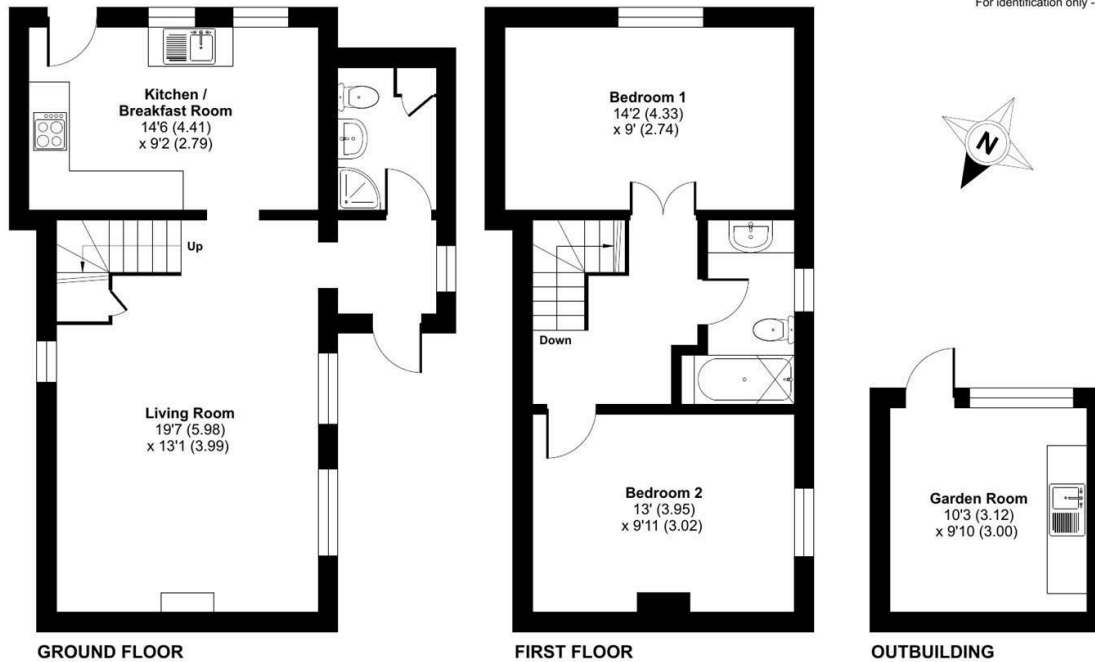 For identification only -
Kitchen /
Breakfast Room
14'6 (4.41)
x 9'2 (2.79)
Up
Living Room
19'7 (5.98)
x 13'1 (3.99)
GROUND FLOOR
Bedroom 1
14'2 (4.33)
x 9' (2.74)
Down
Bedroom 2
13' (3.95)
x 9'11 (3.02)
FIRST FLOOR
N
Garden Room
10'3 (3.12)
x 9'10 (3.00)
OUTBUILDING